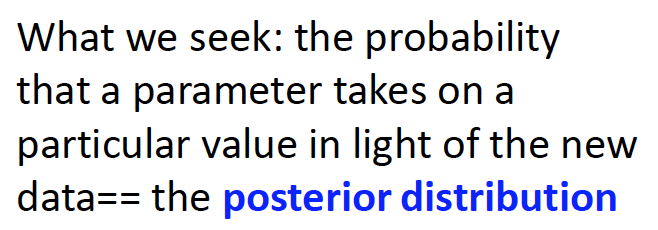 What we seek: the probability
that a parameter takes on a
particular value in light of the new
data== the posterior distribution